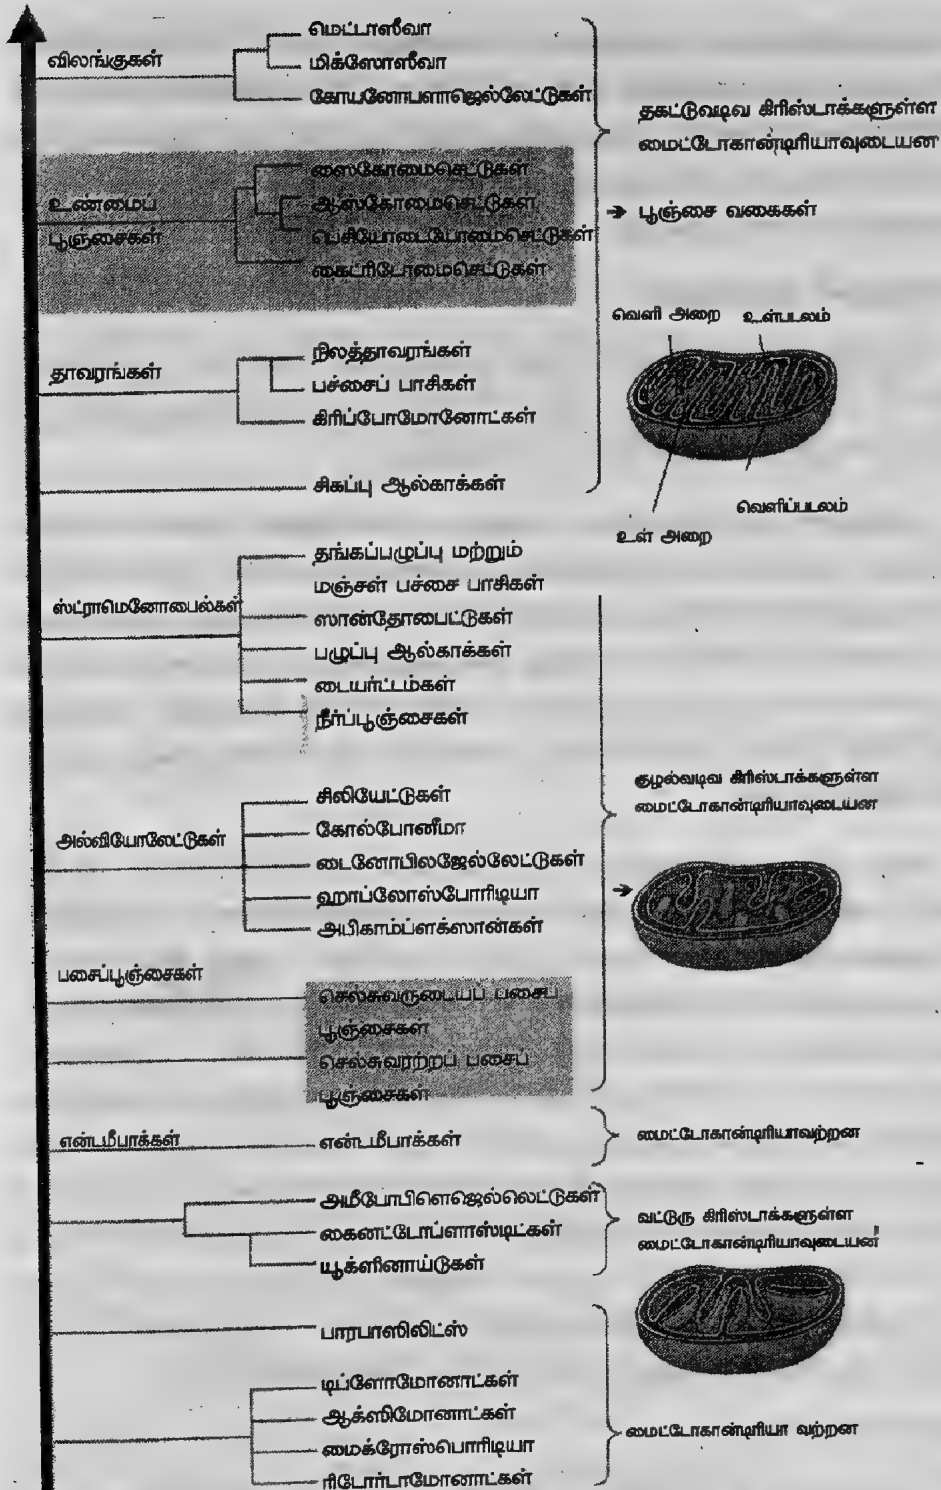 மெட்டாஸீவா
விலங்குகள்
மிக்ஸோஸீவா
கோயனோபளாஜெல்லேட்டுகள்
தகட்டுவடிவ கிரிஸ்டாக்களுள்ள
மைட்டோகாண்டிரியாவுடையன
ஸைகோமைசெட்டுகள்
உண்மைப்
பூஞ்சைகள்
ஆஸ்கோமைசெட்டுகள்
பெசியோடையோமைசெட்டுகள்
கைட்ரிடோமைசெட்டுகள்
பூஞ்சை வகைகள்
வெளி அறை உள்படலம்
நிலத்தாவரங்கள்
தாவரங்கள்
பச்சைப் பாசிகள்
கிரிப்போமோனோட்கள்
சிகப்பு ஆல்காக்கள்
வெளிப்படலம்
உள் அறை
தங்கப்பழுப்பு மற்றும்
மஞ்சள் பச்சை பாசிகள்
ஸ்ட்ராமெனோபைல்கள்
ஸான்தோபைட்டுகள்
பழுப்பு ஆல்காக்கள்
டையர்ட்டம்கள்
நீர்ப்பூஞ்சைகள்
குழல்வடிவ கிரிஸ்டாக்களுள்ள
மைட்டோகாண்டிரியாவுடையன
சிலியேட்டுகள்
அல்வியோலேட்டுகள்
கோல்போனீமா
டைனோபிலஜேல்லேட்டுகள்
ஹாப்லோஸ்போரிடியா
அபிகாம்ப்ளக்ஸான்கள்
பசைப்பூஞ்சைகள்
செல்சுவருடையப் பசைப்
பூஞ்சைகள்
செல்சுவரற்றப் பசைப்
பூஞ்சைகள்
என்டமீபாக்கள்
என்டமீபாக்கள்
மைட்டோகாண்டிரியாவற்றன
அமீபோபிளெஜெல்லெட்டுகள்
கைனட்டோப்ளாஸ்டிட்கள்
யூக்ளினாய்டுகள்
வட்டுரு கிரிஸ்டாக்களுள்ள
மைட்டோகாண்டிரியாவுடையன
பாரபாஸிலிட்ஸ்
டிப்ளோமோனாட்கள்
ஆக்ஸிமோனாட்கள்
மைக்ரோஸ்பொரிடியா
ரிடோர்டாமோனாட்கள்
மைட்டோகாண்டிரியா வற்றன